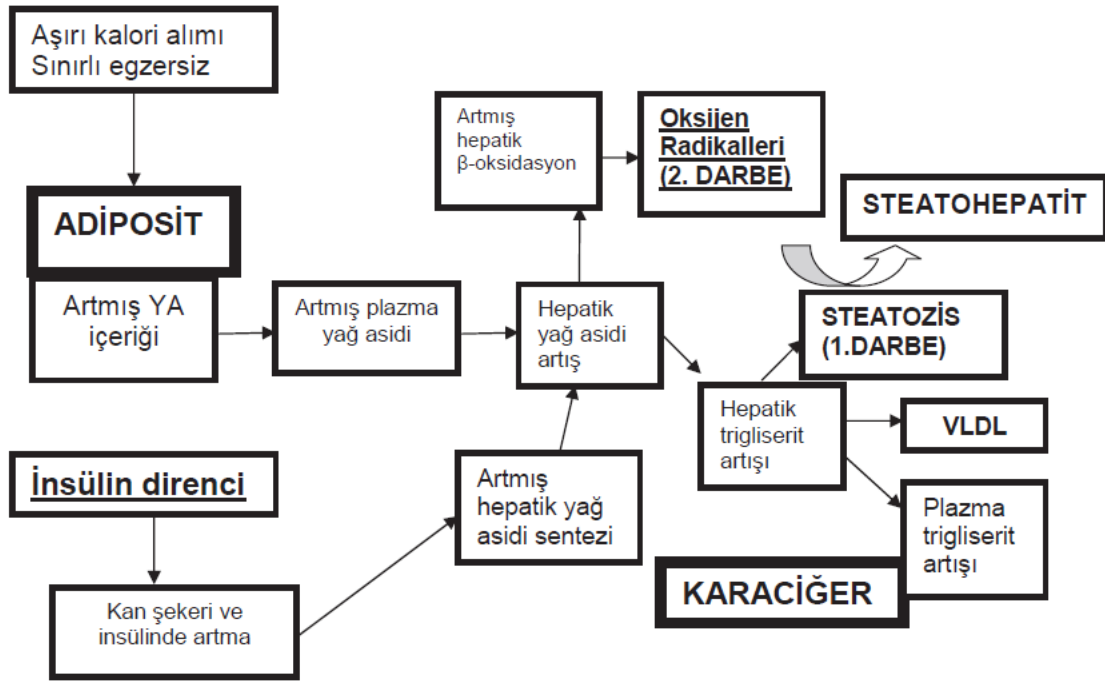 Aşırı kalori alımı
Sınırlı egzersiz
ADİPOSİT
Artmış YA
içeriği
Artmış plazma
yağ asidi
Hepatik
yağ asidi
artış
Artmış
hepatik
β-oksidasyon
Oksijen
Radikalleri
(2. DARBE)
STEATOHEPATİT
STEATOZİS
(1.DARBE)
Hepatik
trigliserit
artışı
VLDL
Plazma
trigliserit
artışı
KARACİĞER
İnsülin direnci
Kan şekeri ve
insülinde artma
Artmış
hepatik yağ
asidi sentezi